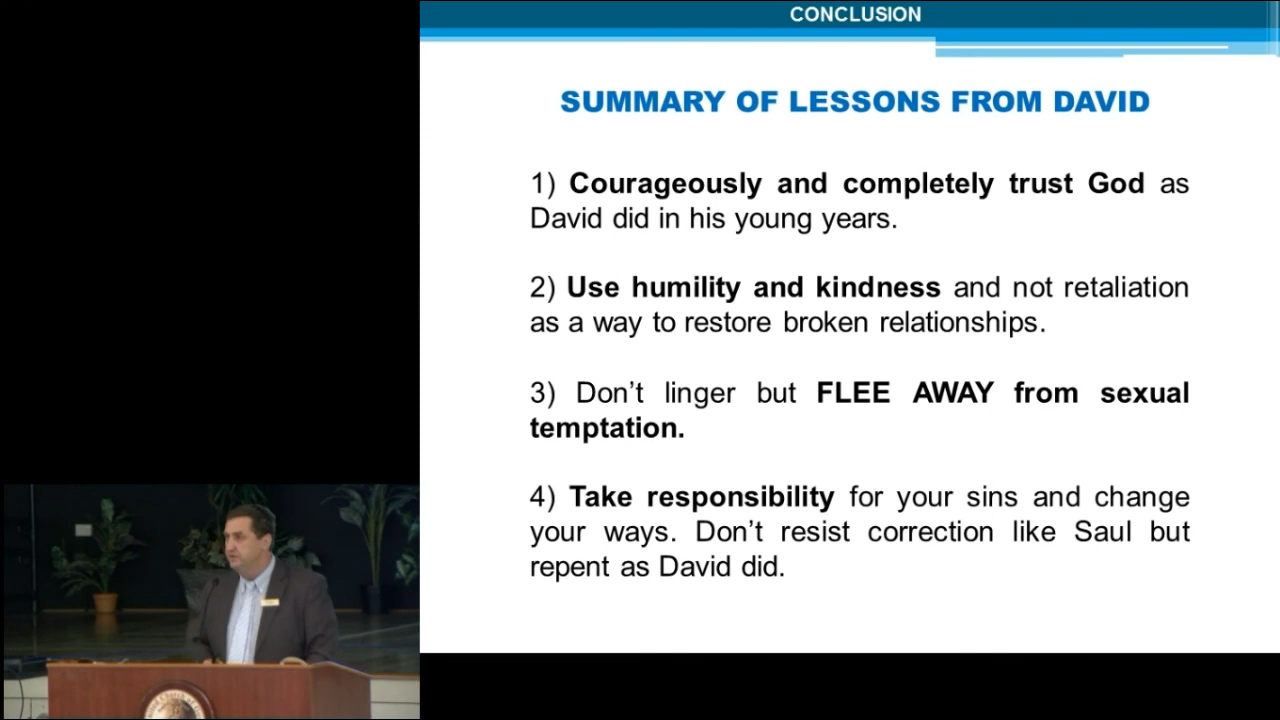 CONCLUSION
SUMMARY OF LESSONS FROM DAVID
1) Courageously and completely trust God as
David did in his young years.
2) Use humility and kindness and not retaliation
as a way to restore broken relationships.
3) Don’t linger but FLEE AWAY from sexual
temptation.
4) Take responsibility for your sins and change
your ways. Don’t resist correction like Saul but
repent as David did.
Church of